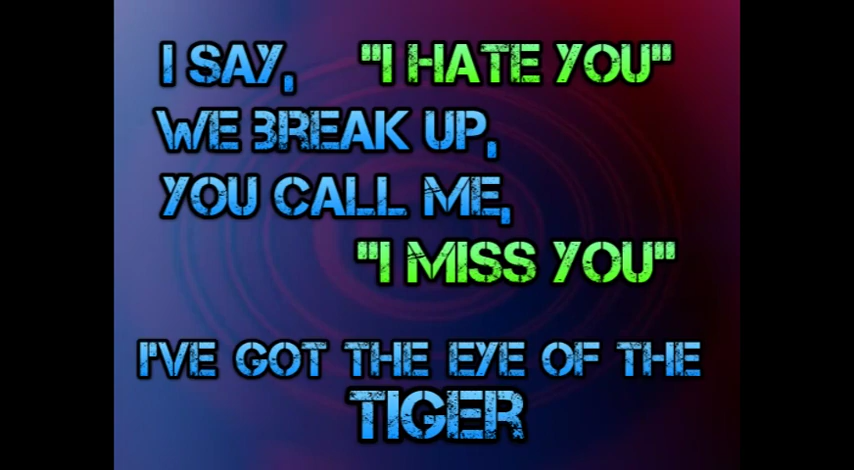 I SAY, "I HATE YOU"
WE BREAK UP,
YOU CALL ME,
"I MISS YOU"
I'VE GOT THE EYE OF THE
TIGER